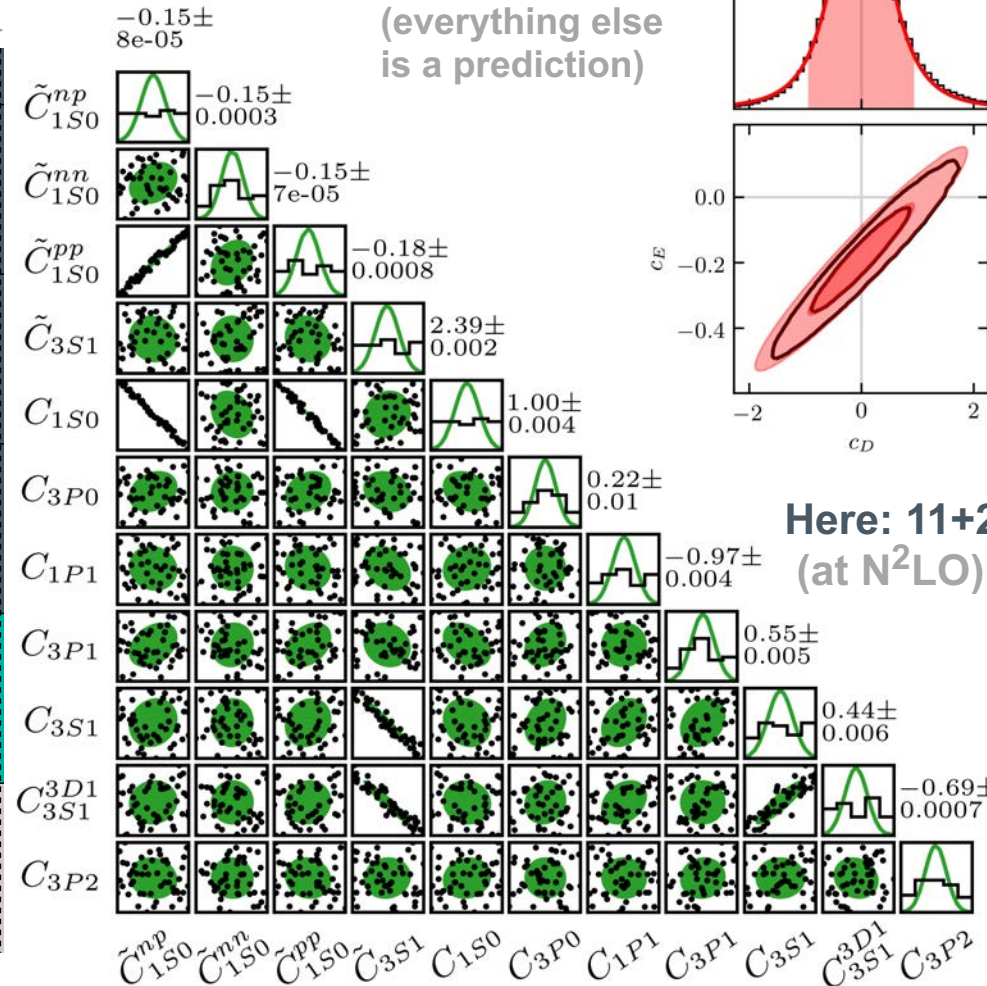 −0.15±
8e-05
(everything else
is a prediction)
C̃^{np}_{1S0}
−0.15±
0.0003
C̃^{nn}_{1S0}
−0.15±
7e-05
C̃^{pp}_{1S0}
−0.18±
0.0008
C̃_{3S1}
2.39±
0.002
C_{1S0}
1.00±
0.004
C_{3P0}
0.22±
0.01
C_{1P1}
−0.97±
0.004
C_{3P1}
0.55±
0.005
C_{3S1}
0.44±
0.006
C^{3D1}_{3S1}
−0.69±
0.0007
C_{3P2}
C̃^{np}_{1S0} C̃^{nn}_{1S0} C̃^{pp}_{1S0} C̃_{3S1} C_{1S0} C_{3P0} C_{1P1} C_{3P1} C_{3S1} C^{3D1}_{3S1} C_{3P2}
0.0
−0.2
−0.4
c_E
−2 0 2
c_D
Here: 11+2
(at N²LO)